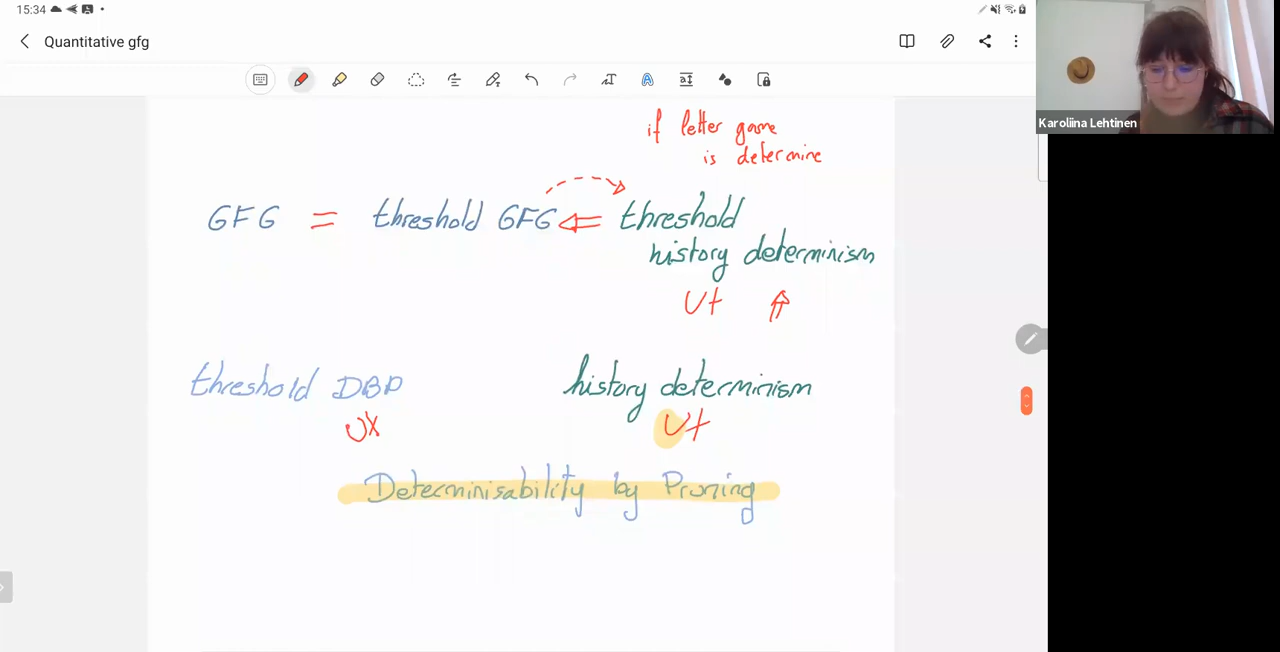 15:34
Quantitative gfg
Karoliina Lehtinen
if letter game
is determine
GFG = threshold GFG ⇐ threshold
history determinism
U+ ⇑
threshold DBP
history determinism
UX
U+
Determinisability by Pruning